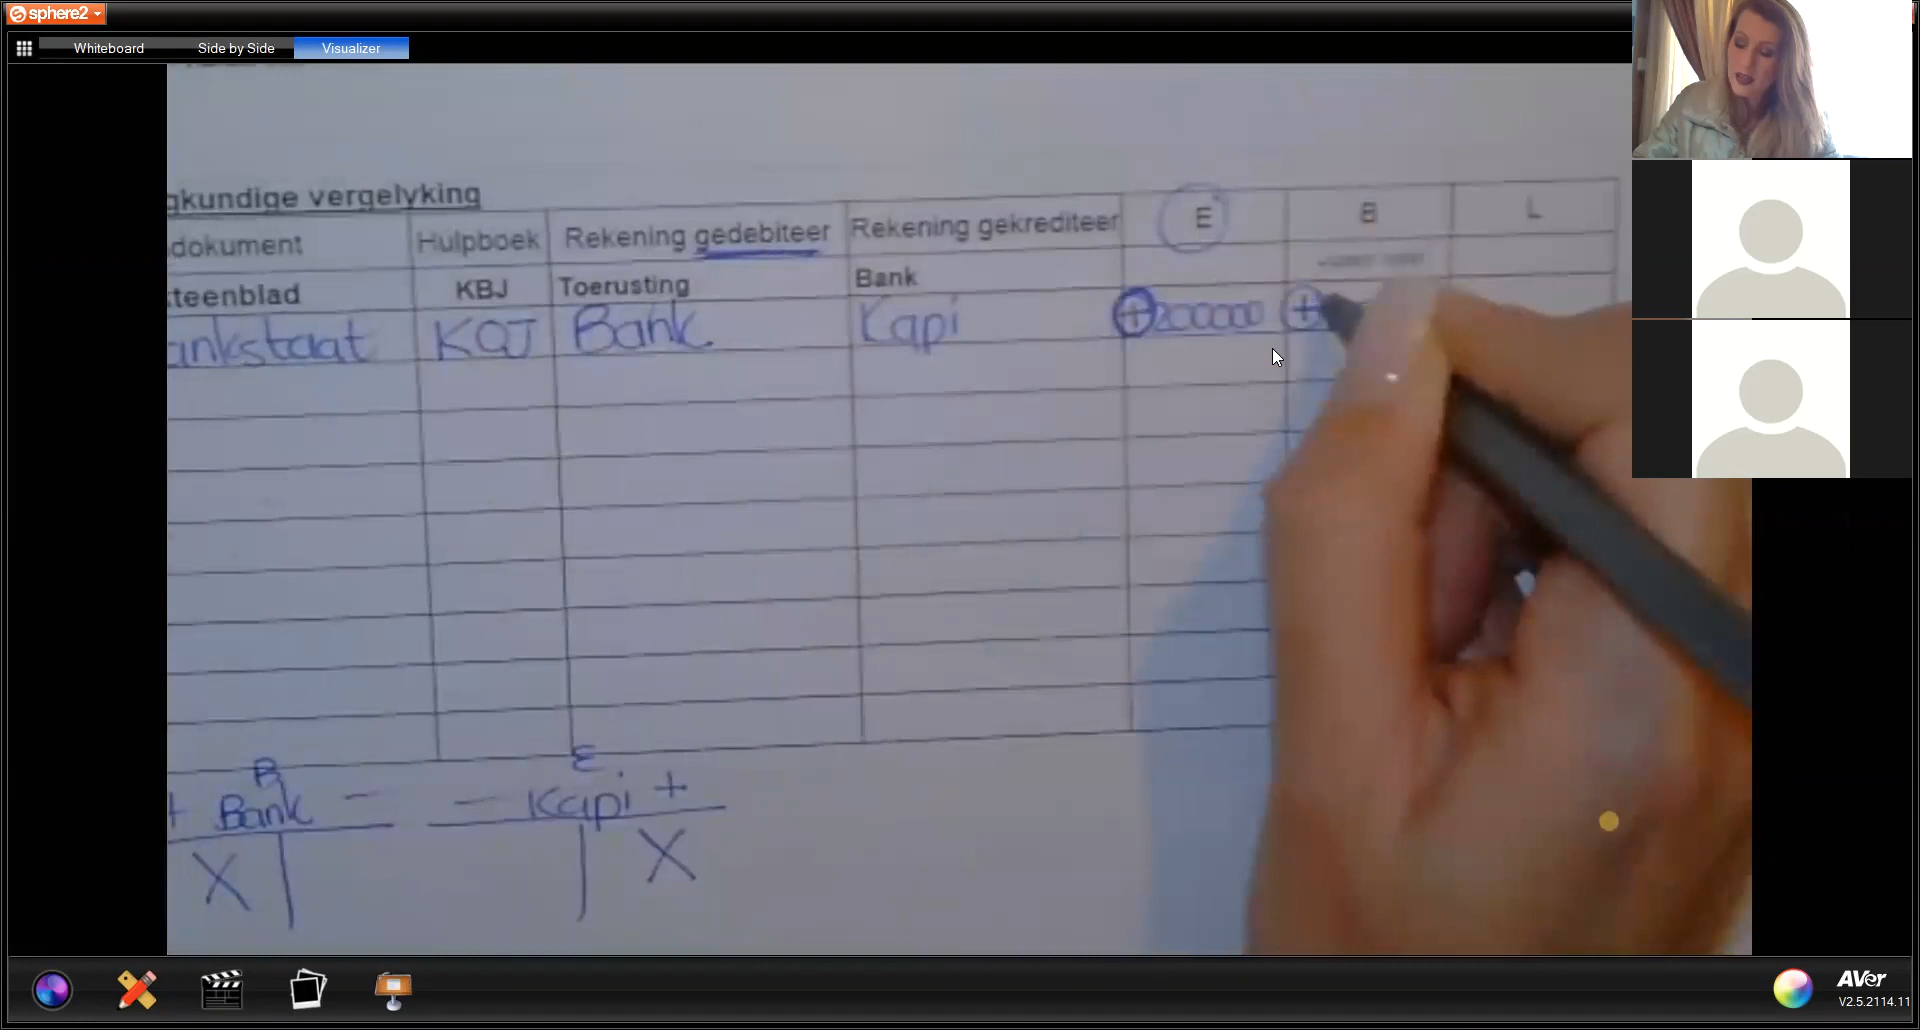 sphere2
Whiteboard Side by Side Visualizer
gkundige vergelyking
dokument Hulpboek Rekening gedebiteer Rekening gekrediteer E B L
teenblad KBJ Toerusting Bank
ankstaat KOJ Bank Kapi +200000 +
B E
+ Bank - - Kapi +
X X
AVer
V2.5.2114.11